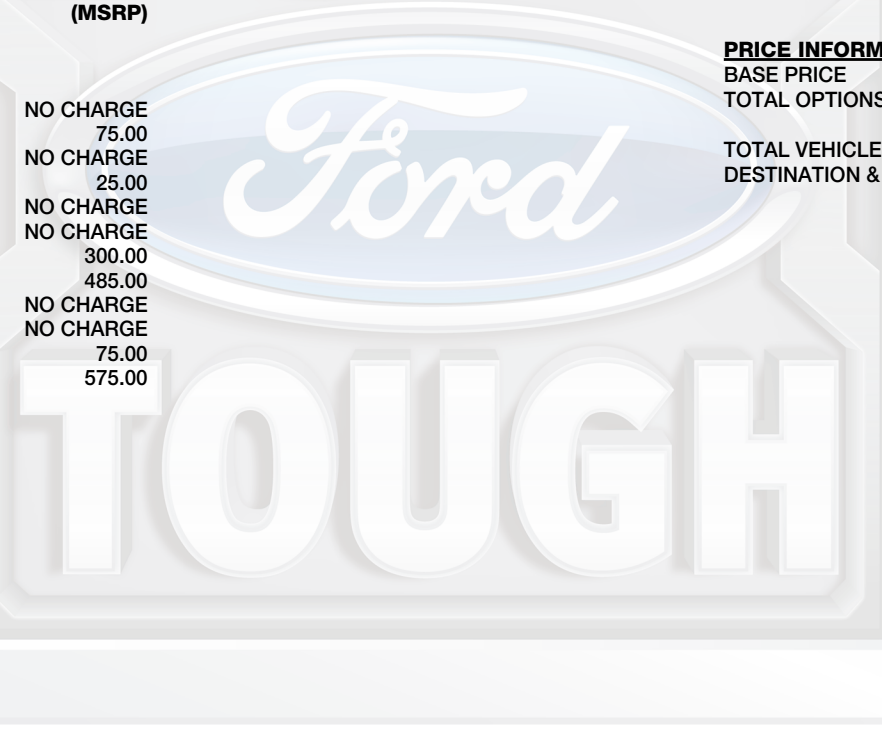 (MSRP)
NO CHARGE
75.00
NO CHARGE
25.00
NO CHARGE
NO CHARGE
300.00
485.00
NO CHARGE
NO CHARGE
75.00
575.00
PRICE INFORM
BASE PRICE
TOTAL OPTIONS
TOTAL VEHICLE
DESTINATION &
Ford
TOUGH